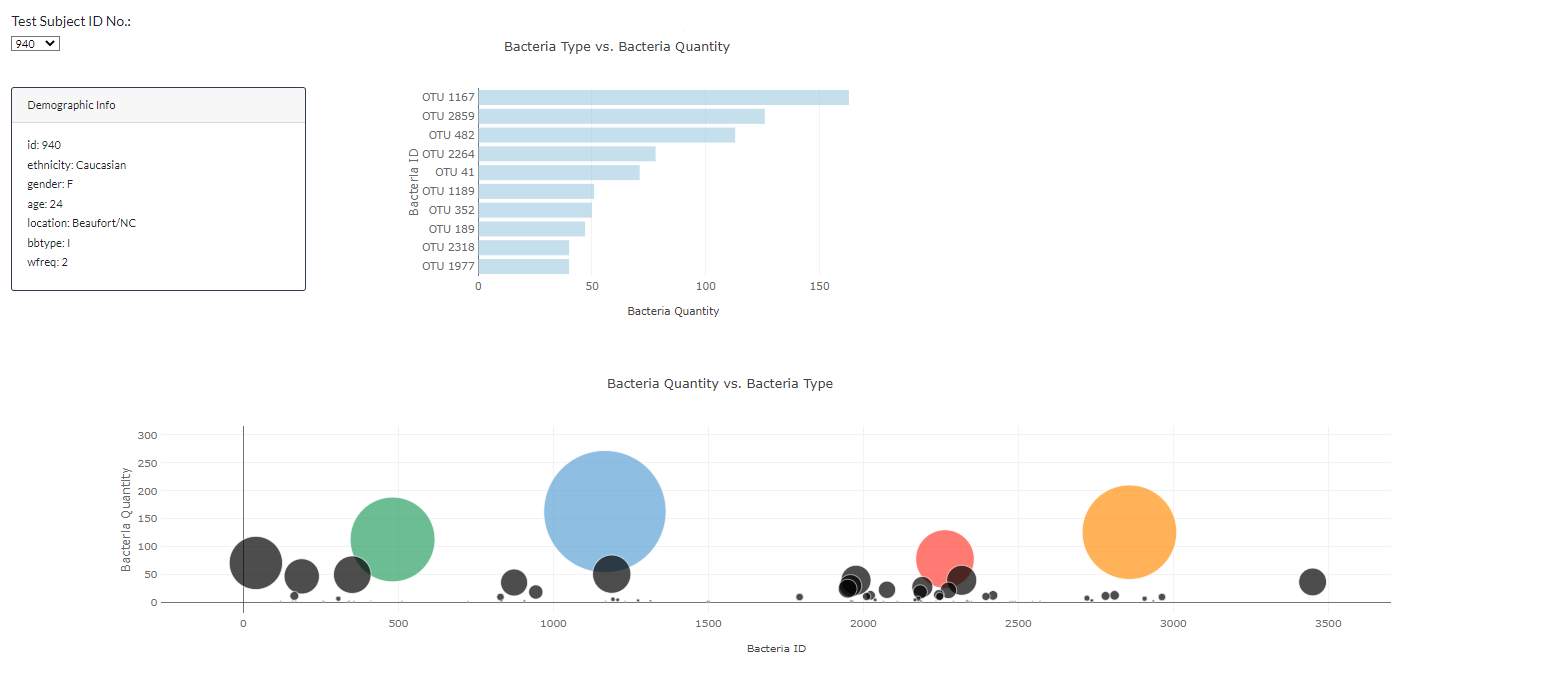 Test Subject ID No.:
940
Demographic Info
id: 940
ethnicity: Caucasian
gender: F
age: 24
location: Beaufort/NC
bbtype: I
wfreq: 2
Bacteria Type vs. Bacteria Quantity
Bacteria ID
OTU 1167
OTU 2859
OTU 482
OTU 2264
OTU 41
OTU 1189
OTU 352
OTU 189
OTU 2318
OTU 1977
0 50 100 150
Bacteria Quantity
Bacteria Quantity vs. Bacteria Type
Bacteria Quantity
300
250
200
150
100
50
0
0 500 1000 1500 2000 2500 3000 3500
Bacteria ID